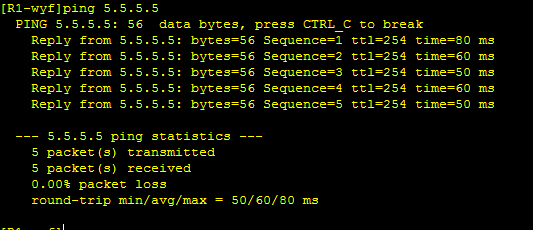 [R1-wyf]ping 5.5.5.5
PING 5.5.5.5: 56 data bytes, press CTRL_C to break
Reply from 5.5.5.5: bytes=56 Sequence=1 ttl=254 time=80 ms
Reply from 5.5.5.5: bytes=56 Sequence=2 ttl=254 time=60 ms
Reply from 5.5.5.5: bytes=56 Sequence=3 ttl=254 time=50 ms
Reply from 5.5.5.5: bytes=56 Sequence=4 ttl=254 time=60 ms
Reply from 5.5.5.5: bytes=56 Sequence=5 ttl=254 time=50 ms
--- 5.5.5.5 ping statistics ---
5 packet(s) transmitted
5 packet(s) received
0.00% packet loss
round-trip min/avg/max = 50/60/80 ms